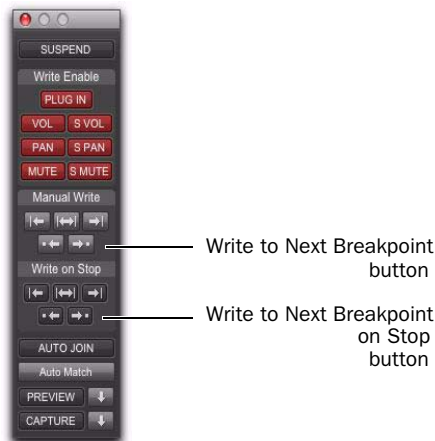 SUSPEND
Write Enable
PLUG IN
VOL S VOL
PAN S PAN
MUTE S MUTE
Manual Write
Write to Next Breakpoint
button
Write on Stop
Write to Next Breakpoint
on Stop
button
AUTO JOIN
Auto Match
PREVIEW
CAPTURE